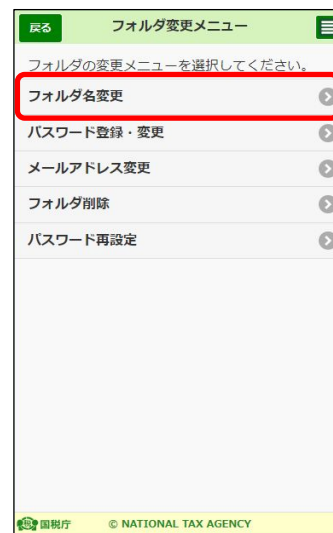 戻る フォルダ変更メニュー
フォルダの変更メニューを選択してください。
フォルダ名変更
パスワード登録・変更
メールアドレス変更
フォルダ削除
パスワード再設定
国税庁 © NATIONAL TAX AGENCY